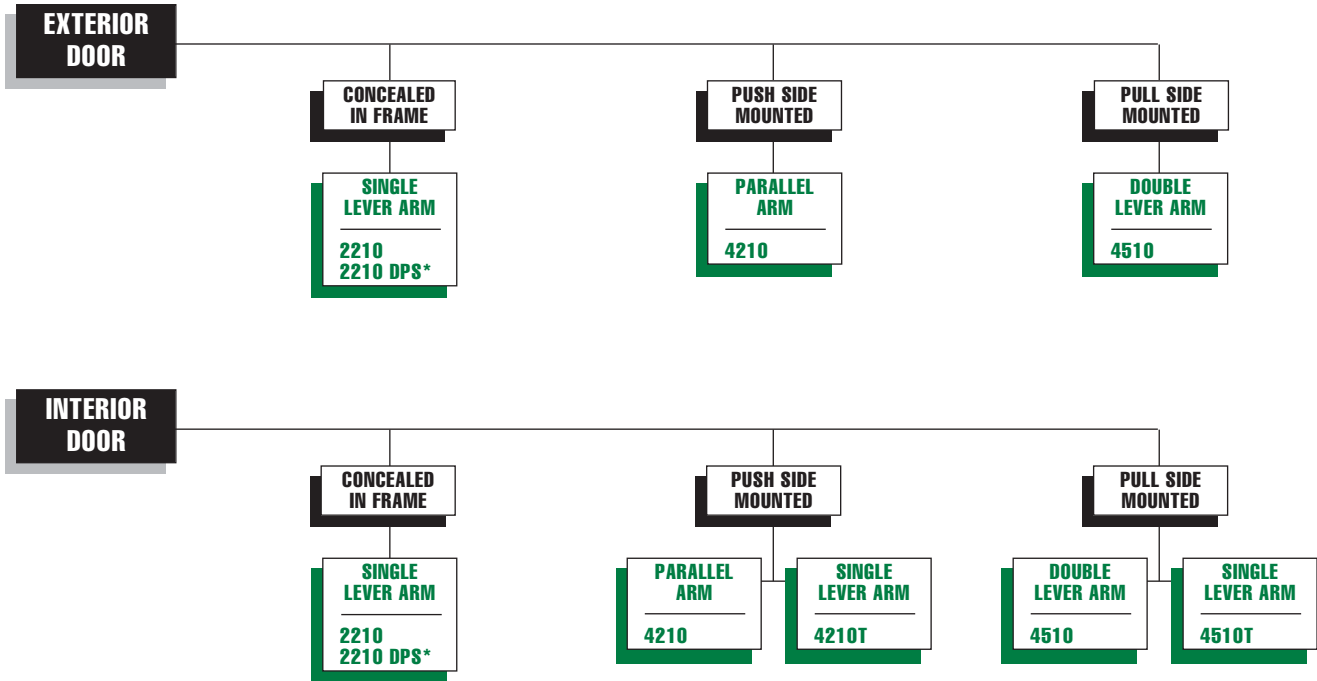 EXTERIOR
DOOR
CONCEALED
IN FRAME
PUSH SIDE
MOUNTED
PULL SIDE
MOUNTED
SINGLE
LEVER ARM
2210
2210 DPS*
PARALLEL
ARM
4210
DOUBLE
LEVER ARM
4510
INTERIOR
DOOR
CONCEALED
IN FRAME
PUSH SIDE
MOUNTED
PULL SIDE
MOUNTED
SINGLE
LEVER ARM
2210
2210 DPS*
PARALLEL
ARM
4210
SINGLE
LEVER ARM
4210T
DOUBLE
LEVER ARM
4510
SINGLE
LEVER ARM
4510T